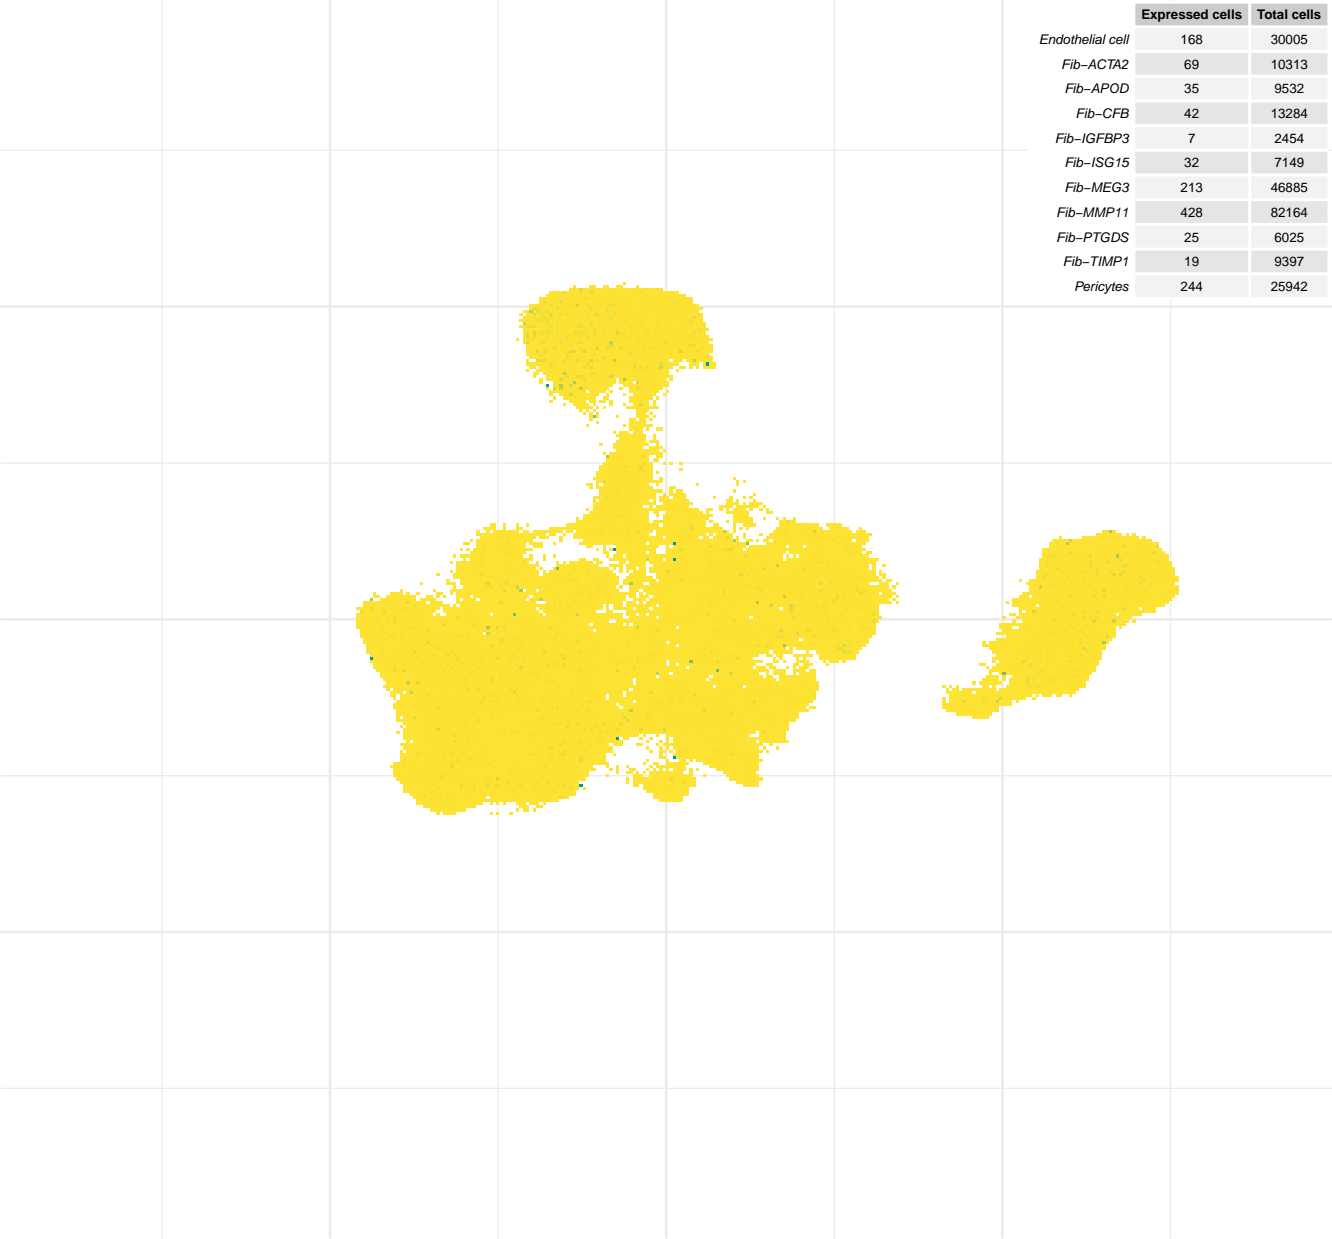 Expressed cells Total cells
Endothelial cell 168 30005
Fib−ACTA2 69 10313
Fib−APOD 35 9532
Fib−CFB 42 13284
Fib−IGFBP3 7 2454
Fib−ISG15 32 7149
Fib−MEG3 213 46885
Fib−MMP11 428 82164
Fib−PTGDS 25 6025
Fib−TIMP1 19 9397
Pericytes 244 25942